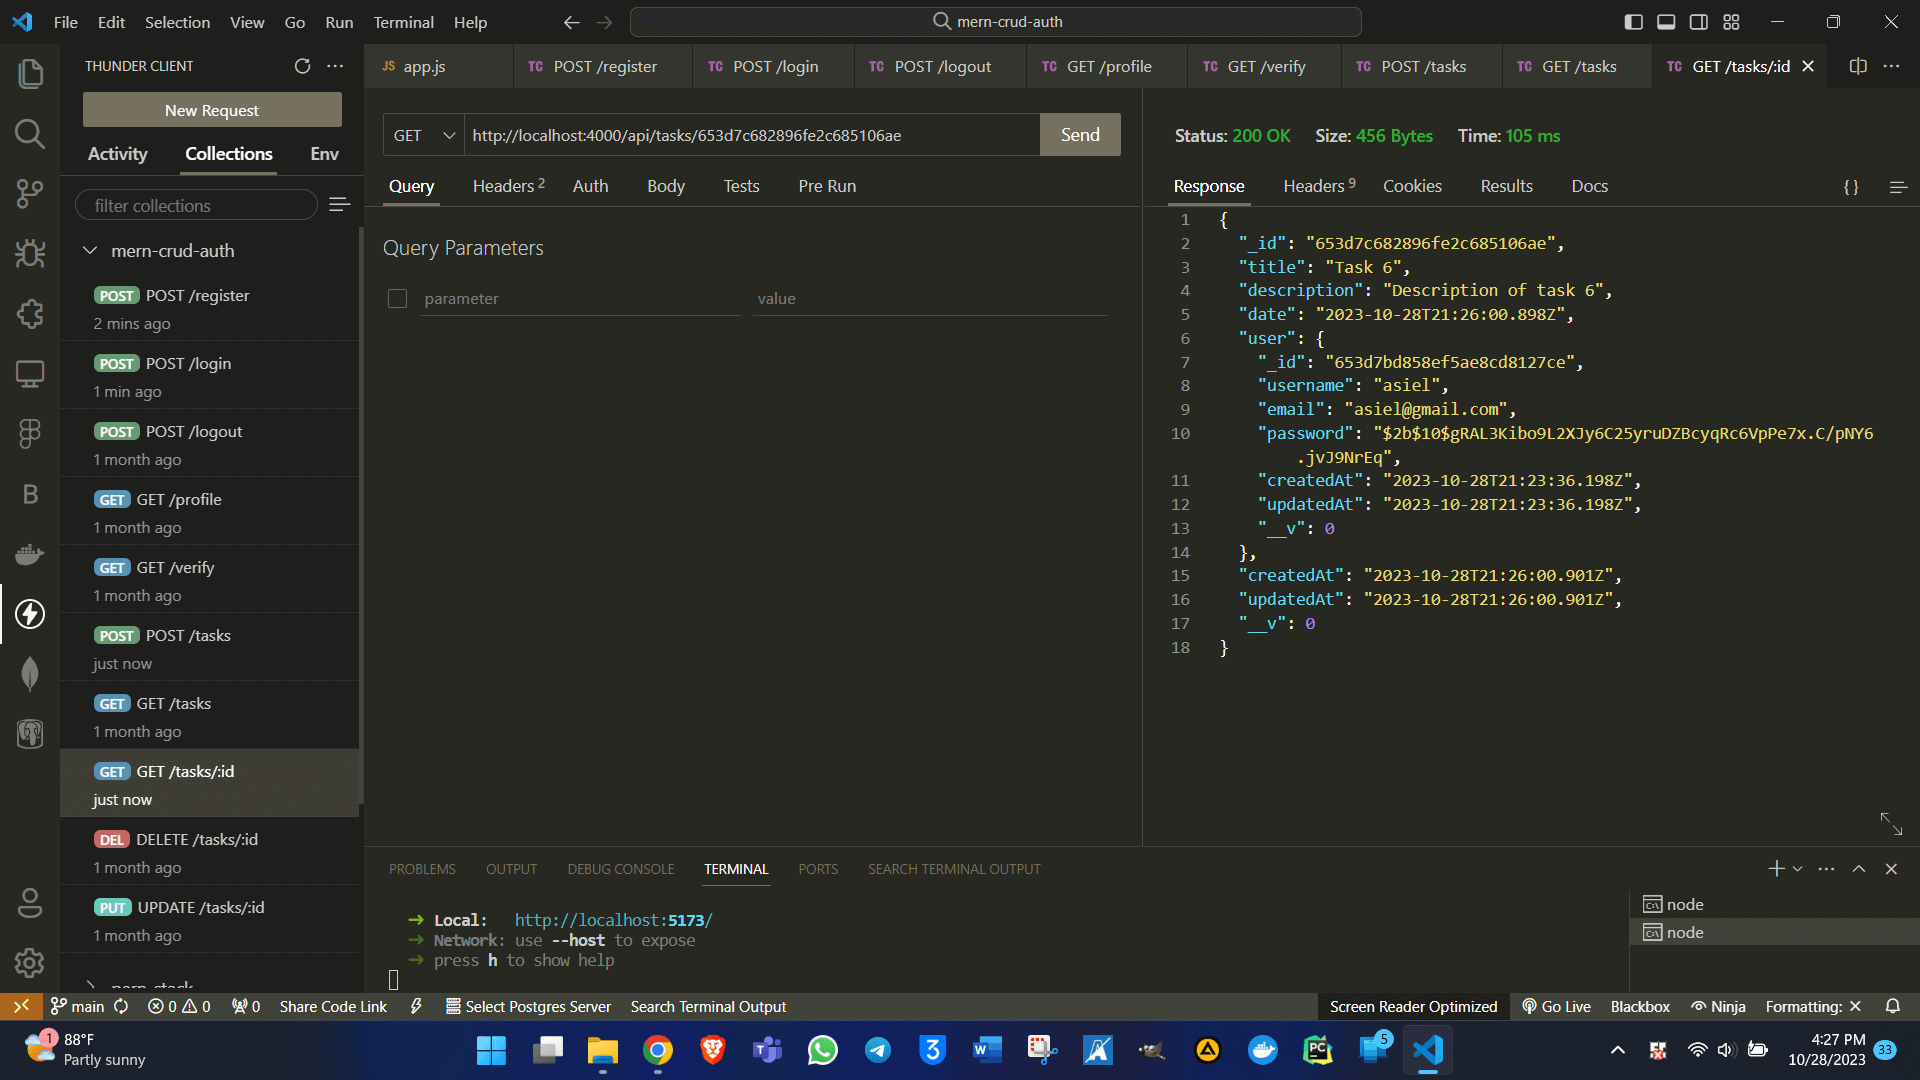 File Edit Selection View Go Run Terminal Help
mern-crud-auth
THUNDER CLIENT
New Request
Activity Collections Env
filter collections
mern-crud-auth
POST POST /register
2 mins ago
POST POST /login
1 min ago
POST POST /logout
1 month ago
GET GET /profile
1 month ago
GET GET /verify
1 month ago
POST POST /tasks
just now
GET GET /tasks
1 month ago
GET GET /tasks/:id
just now
DEL DELETE /tasks/:id
1 month ago
PUT UPDATE /tasks/:id
1 month ago
JS app.js TC POST /register TC POST /login TC POST /logout TC GET /profile TC GET /verify TC POST /tasks TC GET /tasks TC GET /tasks/:id
GET http://localhost:4000/api/tasks/653d7c682896fe2c685106ae Send
Query Headers 2 Auth Body Tests Pre Run
Query Parameters
parameter value
Status: 200 OK Size: 456 Bytes Time: 105 ms
Response Headers 9 Cookies Results Docs {}
1 {
2 "_id": "653d7c682896fe2c685106ae",
3 "title": "Task 6",
4 "description": "Description of task 6",
5 "date": "2023-10-28T21:26:00.898Z",
6 "user": {
7 "_id": "653d7bd858ef5ae8cd8127ce",
8 "username": "asiel",
9 "email": "asiel@gmail.com",
10 "password": "$2b$10$gRAL3Kibo9L2XJy6C25yruDZBcyqRc6VpPe7x.C/pNY6
.jvJ9NrEq",
11 "createdAt": "2023-10-28T21:23:36.198Z",
12 "updatedAt": "2023-10-28T21:23:36.198Z",
13 "__v": 0
14 },
15 "createdAt": "2023-10-28T21:26:00.901Z",
16 "updatedAt": "2023-10-28T21:26:00.901Z",
17 "__v": 0
18 }
PROBLEMS OUTPUT DEBUG CONSOLE TERMINAL PORTS SEARCH TERMINAL OUTPUT
➜ Local: http://localhost:5173/
➜ Network: use --host to expose
➜ press h to show help
node
node
main 0 0 0 Share Code Link Select Postgres Server Search Terminal Output Screen Reader Optimized Go Live Blackbox Ninja Formatting: ✕
1 88°F
Partly sunny
5
4:27 PM
10/28/2023
33